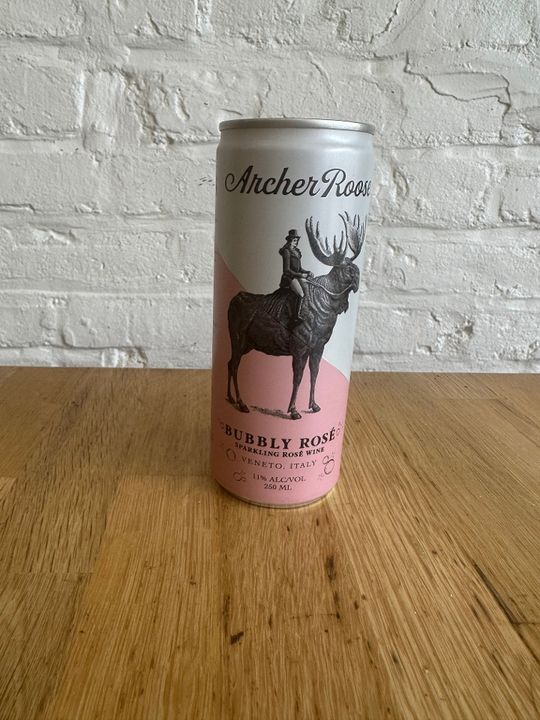 Archer Roose
BUBBLY ROSÉ
SPARKLING ROSÉ WINE
VENETO, ITALY
11% ALC/VOL
250 ML